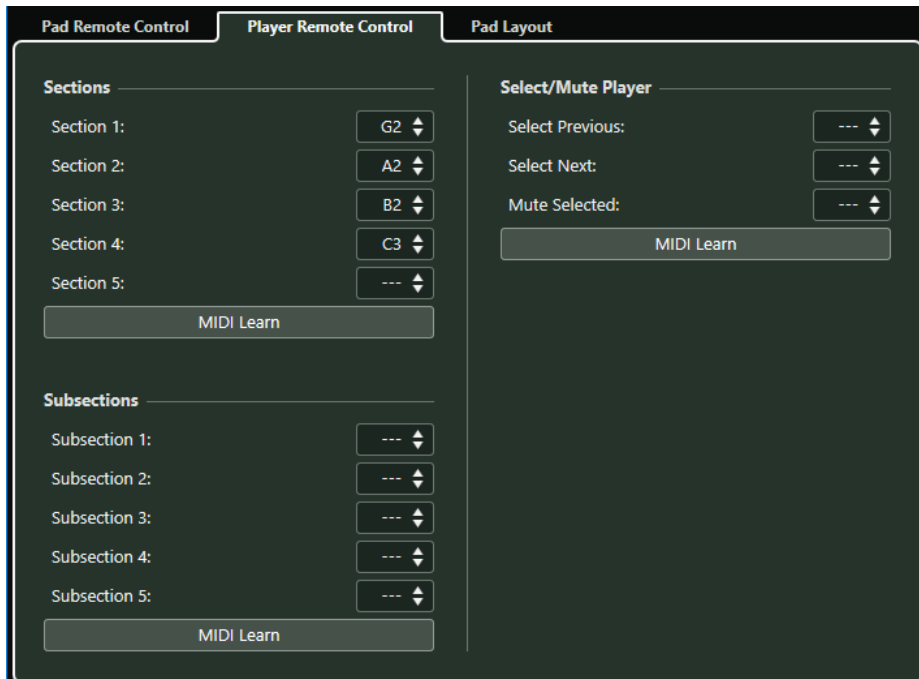 Pad Remote Control
Player Remote Control
Pad Layout
Sections
Section 1: G2
Section 2: A2
Section 3: B2
Section 4: C3
Section 5: ---
MIDI Learn
Subsections
Subsection 1: ---
Subsection 2: ---
Subsection 3: ---
Subsection 4: ---
Subsection 5: ---
MIDI Learn
Select/Mute Player
Select Previous: ---
Select Next: ---
Mute Selected: ---
MIDI Learn